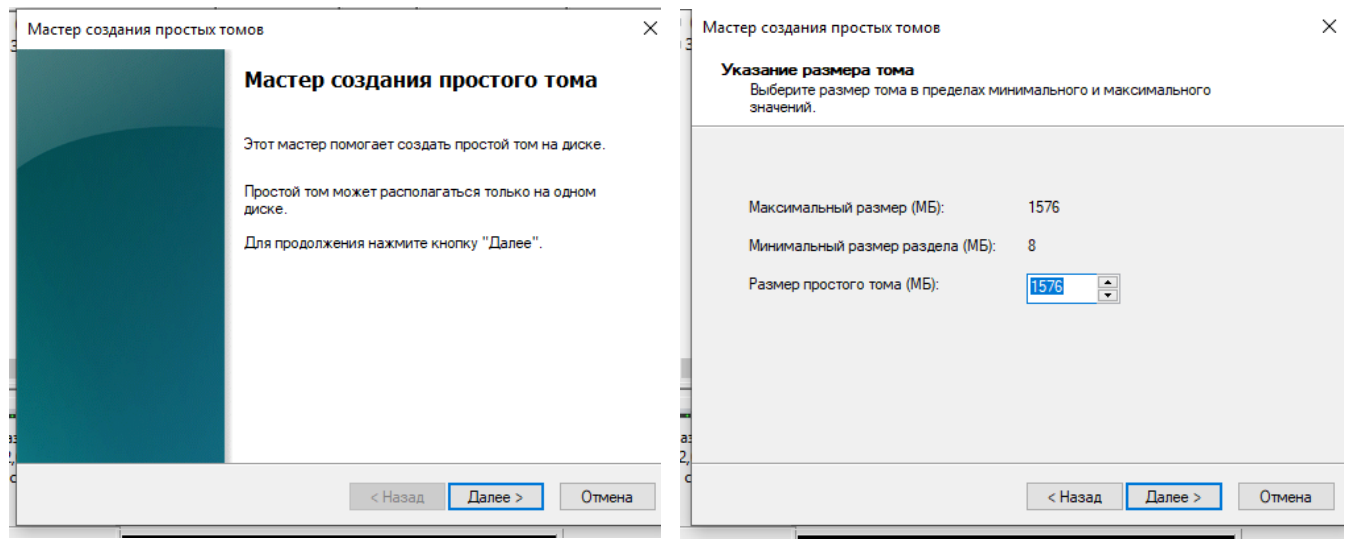 Мастер создания простых томов
Мастер создания простого тома
Этот мастер помогает создать простой том на диске.
Простой том может располагаться только на одном
диске.
Для продолжения нажмите кнопку "Далее".
< Назад
Далее >
Отмена
Мастер создания простых томов
Указание размера тома
Выберите размер тома в пределах минимального и максимального
значений.
Максимальный размер (МБ): 1576
Минимальный размер раздела (МБ): 8
Размер простого тома (МБ): 1576
< Назад
Далее >
Отмена